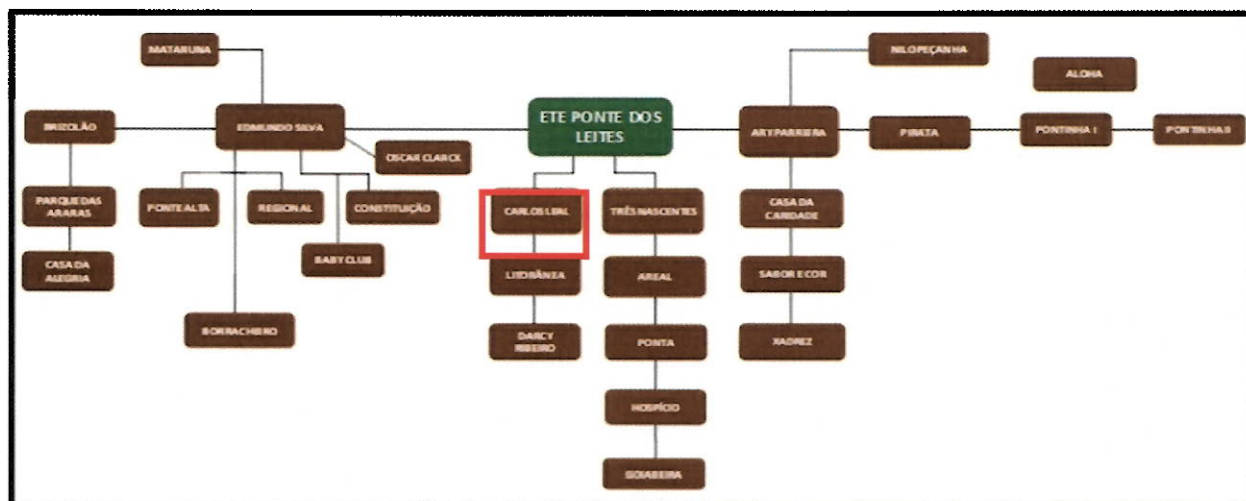 MATARUNA
NILO PEÇANHA
ALOHA
BRIZOLÃO
EDMUNDO SILVA
ETE PONTE DOS
LEITES
ARY PARRIERA
PIRATA
PONTINHA I
PONTINHA II
OSCAR CLARCK
PARQUE DAS
ARARAS
PONTE ALTA
REGIONAL
CONSTITUIÇÃO
CARLOS LEAL
TRÊS NASCENTES
CASA DA
CARIDADE
CASA DA
ALEGRIA
BABY CLUB
LITORÂNEA
AREAL
SABOR E COR
BORRACHEIRO
DARCY
RIBEIRO
PONTA
XADREZ
HOSPÍCIO
GOIABEIRA